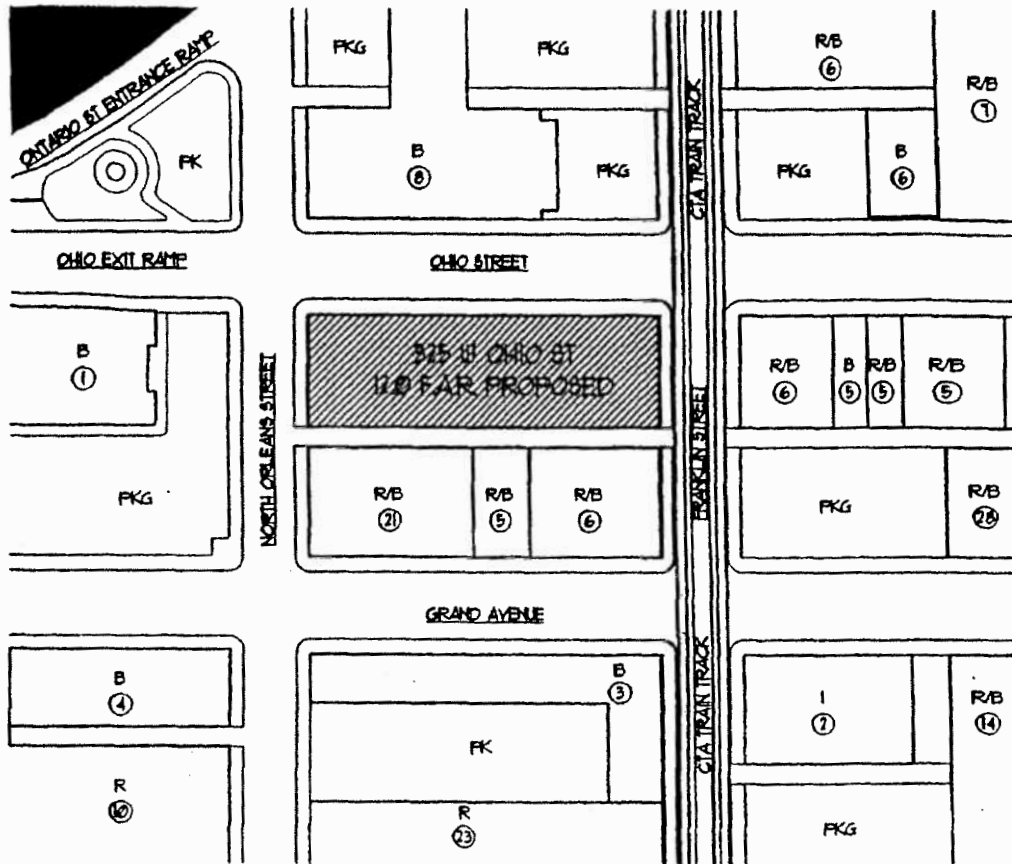 PKG
PKG
R/B
6
R/B
7
ONTARIO ST ENTRANCE RAMP
PK
B
8
PKG
CTA TRAIN TRACK
PKG
B
6
OHIO EXIT RAMP
OHIO STREET
B
1
NORTH ORLEANS STREET
325 W OHIO ST
12.0 F.A.R. PROPOSED
FRANKLIN STREET
R/B
6
B
5
R/B
5
R/B
5
PKG
R/B
21
R/B
5
R/B
6
PKG
R/B
28
GRAND AVENUE
B
4
B
3
CTA TRAIN TRACK
I
2
R/B
14
PK
R
10
R
23
PKG